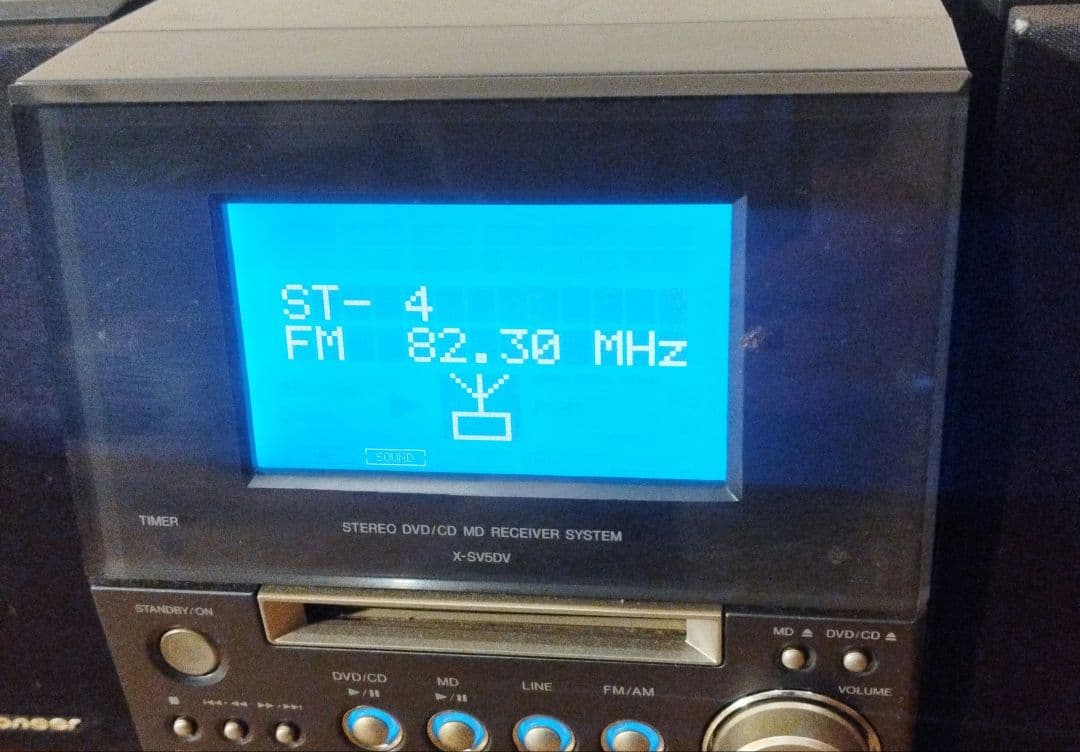 ST- 4
FM 82.30 MHz
SOUND
TIMER
STEREO DVD/CD MD RECEIVER SYSTEM
X-SV5DV
STANDBY/ON
MD ⏏ DVD/CD ⏏
DVD/CD
►/❙❙
MD
►/❙❙
LINE
FM/AM
VOLUME
■ |◄◄·◄◄ ►►·►►|
oneer